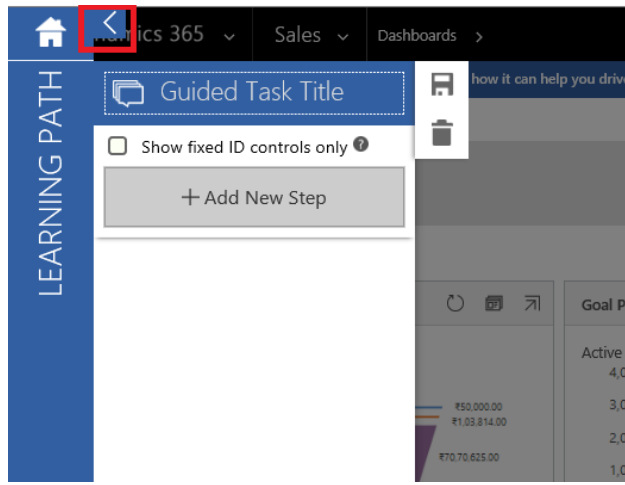 namics 365 Sales Dashboards
LEARNING PATH
Guided Task Title
how it can help you driv
Show fixed ID controls only ?
+ Add New Step
Goal P
Active
4,0
₹50,000.00
3,0
₹1,03,814.00
2,0
₹70,70,625.00
1,0